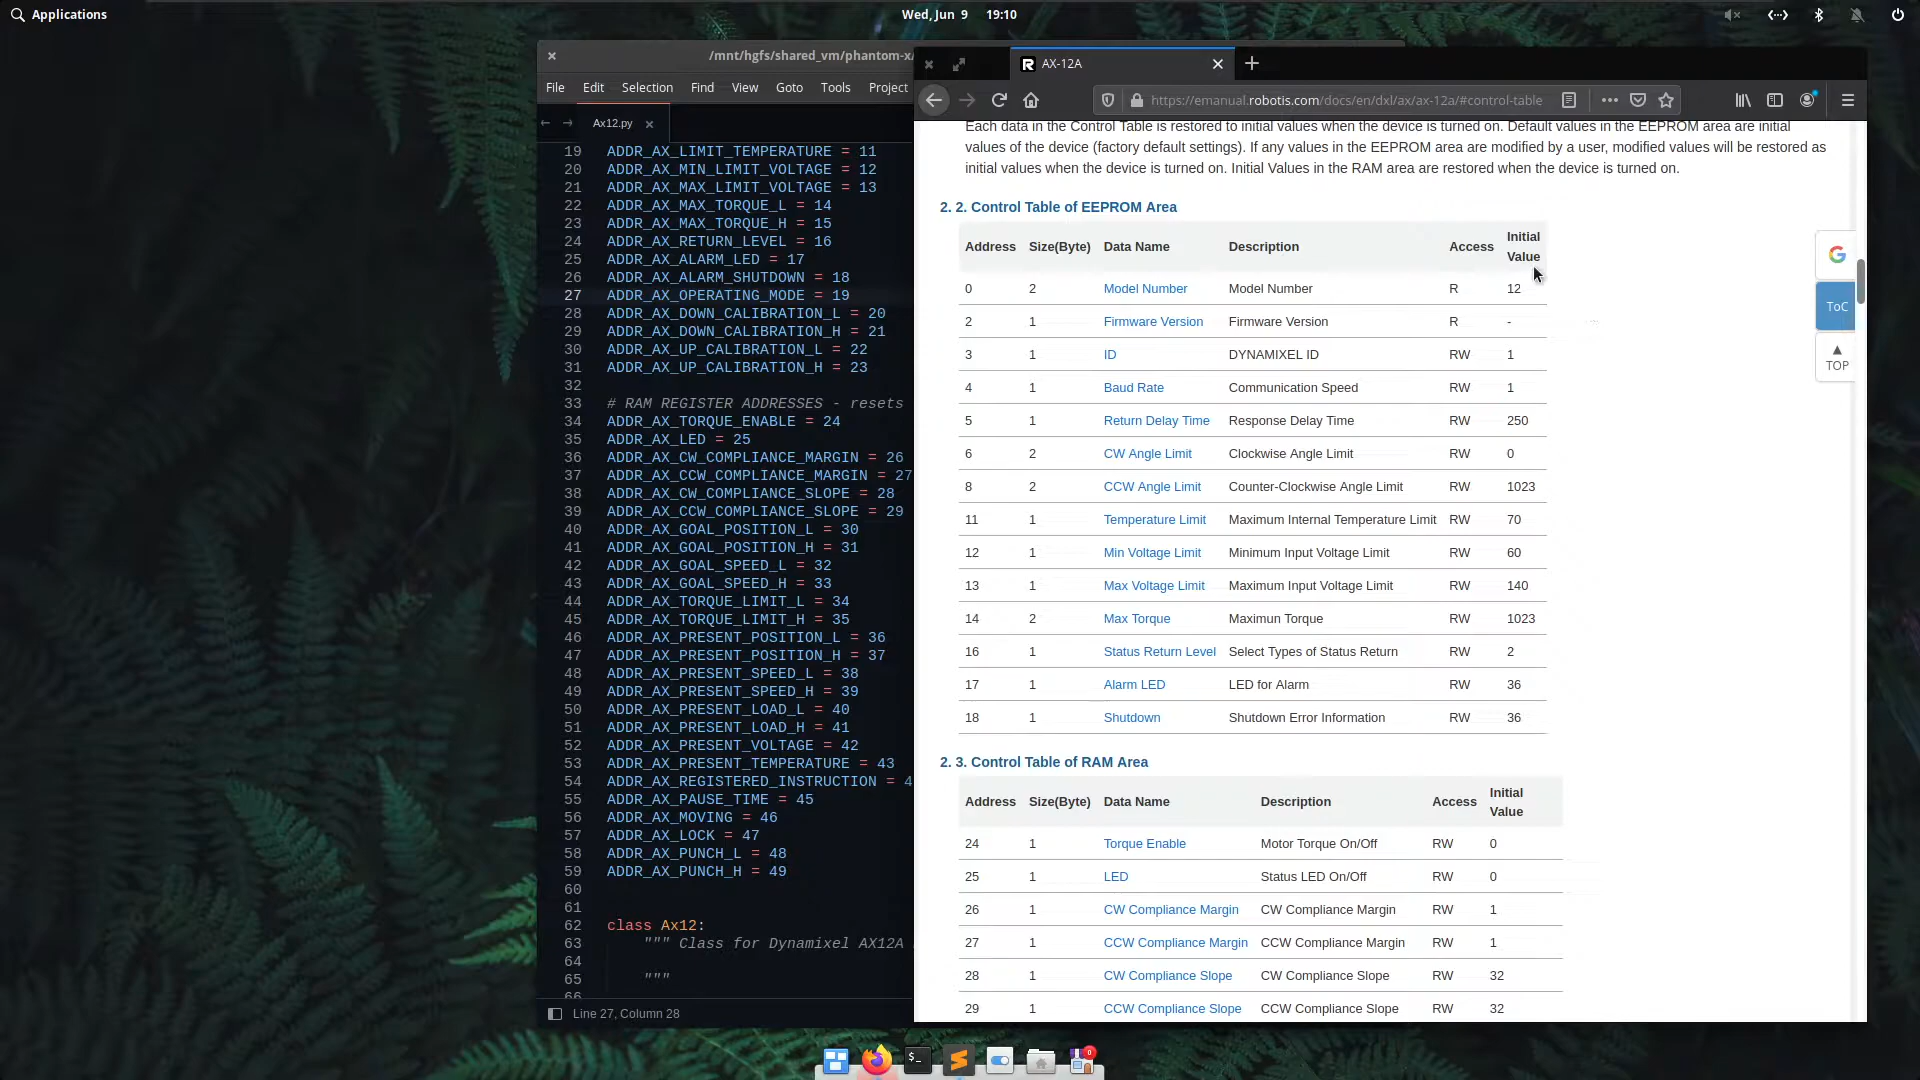 Applications
Wed, Jun 9 19:10
/mnt/hgfs/shared_vm/phantom-x/
File Edit Selection Find View Goto Tools Project
Ax12.py
19 ADDR_AX_LIMIT_TEMPERATURE = 11
20 ADDR_AX_MIN_LIMIT_VOLTAGE = 12
21 ADDR_AX_MAX_LIMIT_VOLTAGE = 13
22 ADDR_AX_MAX_TORQUE_L = 14
23 ADDR_AX_MAX_TORQUE_H = 15
24 ADDR_AX_RETURN_LEVEL = 16
25 ADDR_AX_ALARM_LED = 17
26 ADDR_AX_ALARM_SHUTDOWN = 18
27 ADDR_AX_OPERATING_MODE = 19
28 ADDR_AX_DOWN_CALIBRATION_L = 20
29 ADDR_AX_DOWN_CALIBRATION_H = 21
30 ADDR_AX_UP_CALIBRATION_L = 22
31 ADDR_AX_UP_CALIBRATION_H = 23
32
33 # RAM REGISTER ADDRESSES - resets
34 ADDR_AX_TORQUE_ENABLE = 24
35 ADDR_AX_LED = 25
36 ADDR_AX_CW_COMPLIANCE_MARGIN = 26
37 ADDR_AX_CCW_COMPLIANCE_MARGIN = 27
38 ADDR_AX_CW_COMPLIANCE_SLOPE = 28
39 ADDR_AX_CCW_COMPLIANCE_SLOPE = 29
40 ADDR_AX_GOAL_POSITION_L = 30
41 ADDR_AX_GOAL_POSITION_H = 31
42 ADDR_AX_GOAL_SPEED_L = 32
43 ADDR_AX_GOAL_SPEED_H = 33
44 ADDR_AX_TORQUE_LIMIT_L = 34
45 ADDR_AX_TORQUE_LIMIT_H = 35
46 ADDR_AX_PRESENT_POSITION_L = 36
47 ADDR_AX_PRESENT_POSITION_H = 37
48 ADDR_AX_PRESENT_SPEED_L = 38
49 ADDR_AX_PRESENT_SPEED_H = 39
50 ADDR_AX_PRESENT_LOAD_L = 40
51 ADDR_AX_PRESENT_LOAD_H = 41
52 ADDR_AX_PRESENT_VOLTAGE = 42
53 ADDR_AX_PRESENT_TEMPERATURE = 43
54 ADDR_AX_REGISTERED_INSTRUCTION = 4
55 ADDR_AX_PAUSE_TIME = 45
56 ADDR_AX_MOVING = 46
57 ADDR_AX_LOCK = 47
58 ADDR_AX_PUNCH_L = 48
59 ADDR_AX_PUNCH_H = 49
60
61
62 class Ax12:
63 """ Class for Dynamixel AX12A
64
65 """
66
Line 27, Column 28
AX-12A
https://emanual.robotis.com/docs/en/dxl/ax/ax-12a/#control-table
Each data in the Control Table is restored to initial values when the device is turned on. Default values in the EEPROM area are initial
values of the device (factory default settings). If any values in the EEPROM area are modified by a user, modified values will be restored as
initial values when the device is turned on. Initial Values in the RAM area are restored when the device is turned on.
2. 2. Control Table of EEPROM Area
Address Size(Byte) Data Name Description Access Initial Value
0 2 Model Number Model Number R 12
2 1 Firmware Version Firmware Version R -
3 1 ID DYNAMIXEL ID RW 1
4 1 Baud Rate Communication Speed RW 1
5 1 Return Delay Time Response Delay Time RW 250
6 2 CW Angle Limit Clockwise Angle Limit RW 0
8 2 CCW Angle Limit Counter-Clockwise Angle Limit RW 1023
11 1 Temperature Limit Maximum Internal Temperature Limit RW 70
12 1 Min Voltage Limit Minimum Input Voltage Limit RW 60
13 1 Max Voltage Limit Maximum Input Voltage Limit RW 140
14 2 Max Torque Maximun Torque RW 1023
16 1 Status Return Level Select Types of Status Return RW 2
17 1 Alarm LED LED for Alarm RW 36
18 1 Shutdown Shutdown Error Information RW 36
2. 3. Control Table of RAM Area
Address Size(Byte) Data Name Description Access Initial Value
24 1 Torque Enable Motor Torque On/Off RW 0
25 1 LED Status LED On/Off RW 0
26 1 CW Compliance Margin CW Compliance Margin RW 1
27 1 CCW Compliance Margin CCW Compliance Margin RW 1
28 1 CW Compliance Slope CW Compliance Slope RW 32
29 1 CCW Compliance Slope CCW Compliance Slope RW 32
ToC
TOP